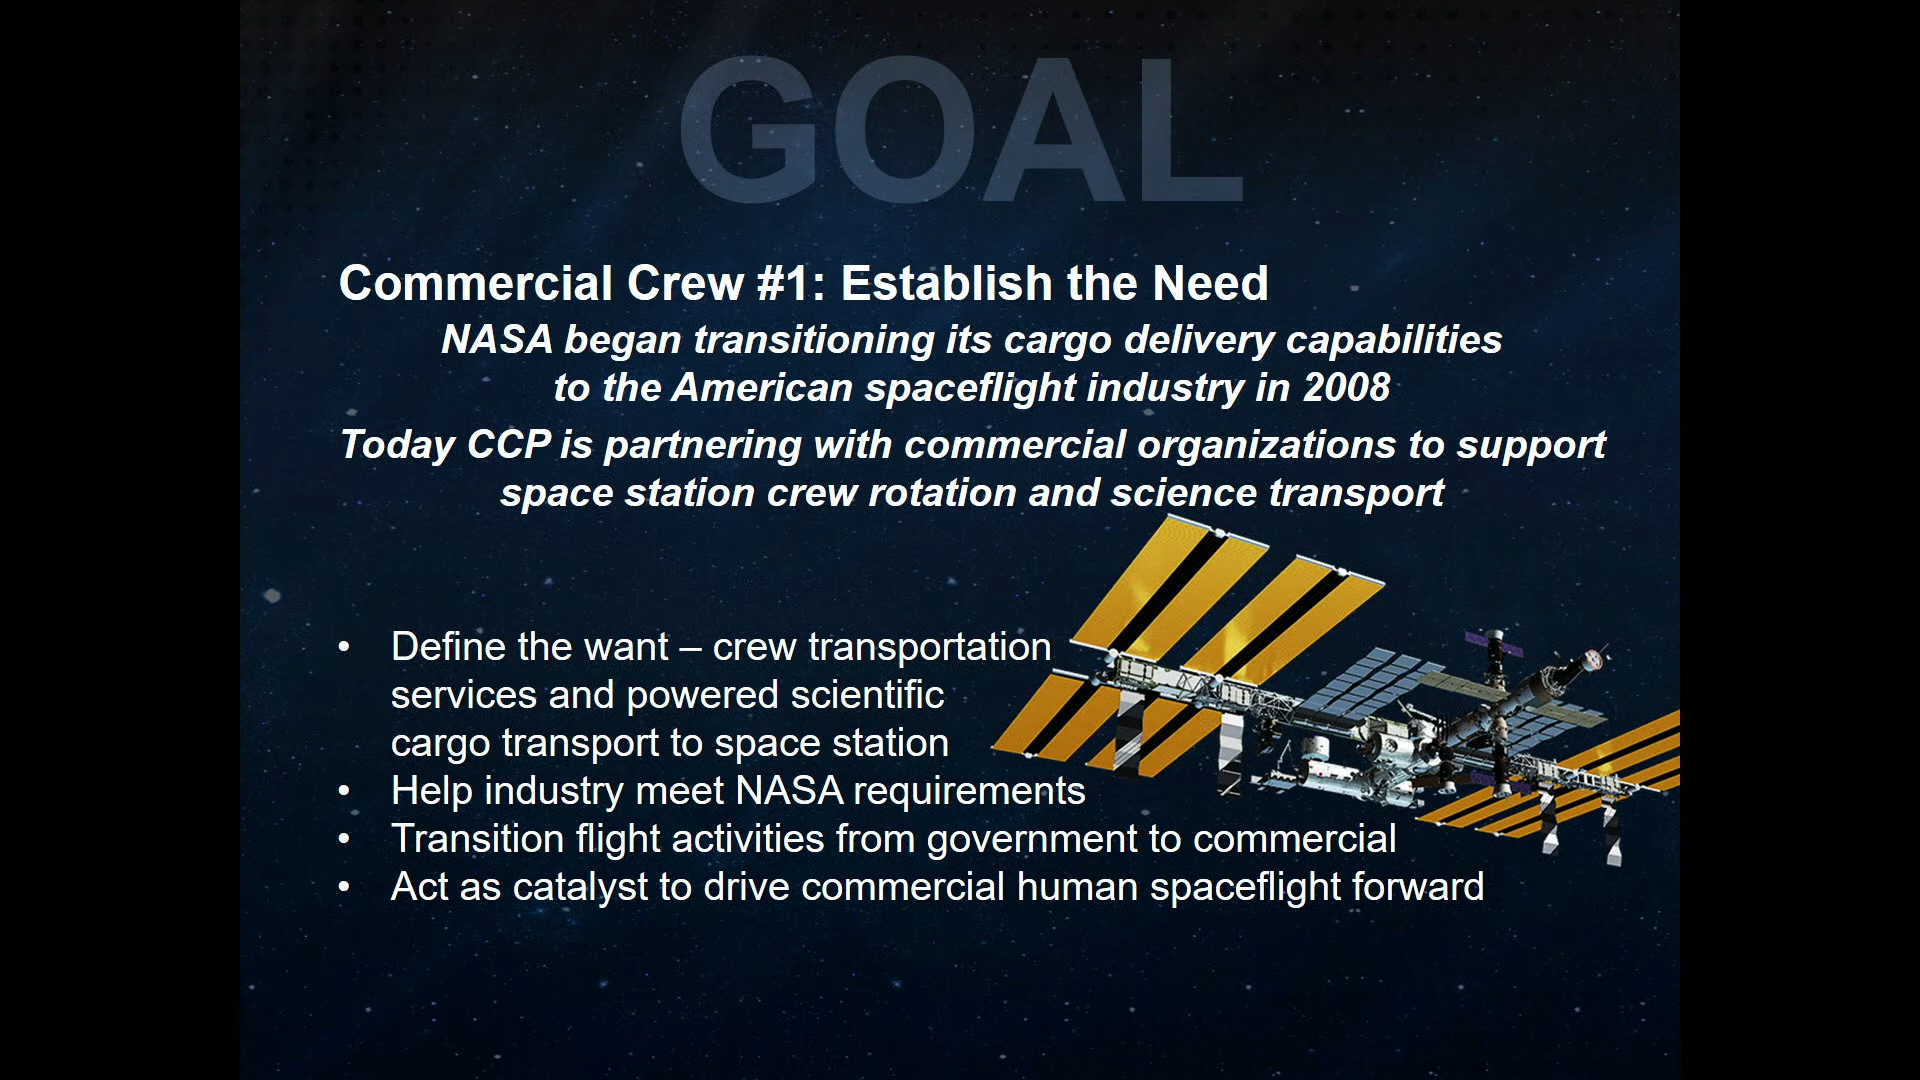 GOAL
Commercial Crew #1: Establish the Need
NASA began transitioning its cargo delivery capabilities
to the American spaceflight industry in 2008
Today CCP is partnering with commercial organizations to support
space station crew rotation and science transport
• Define the want – crew transportation
services and powered scientific
cargo transport to space station
• Help industry meet NASA requirements
• Transition flight activities from government to commercial
• Act as catalyst to drive commercial human spaceflight forward